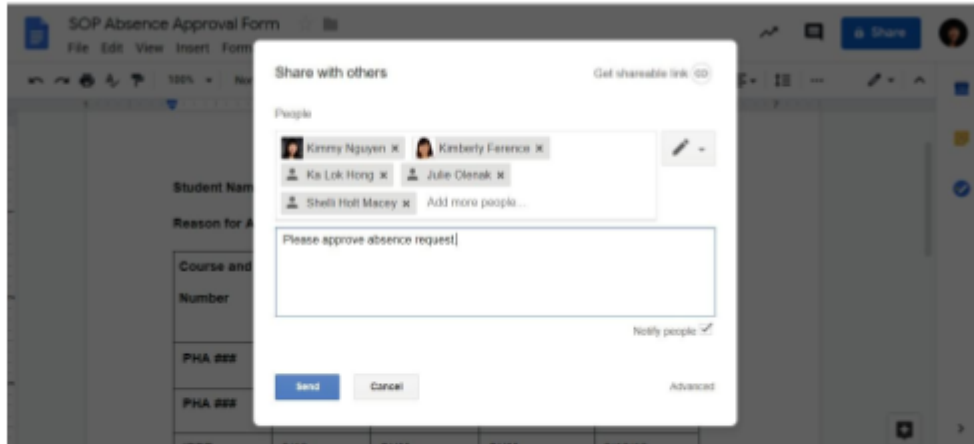 SOP Absence Approval Form
File Edit View Insert Form
Share
100%
Share with others
Get shareable link
People
Kimmy Nguyen × Kimberly Ference ×
Ka Lok Hong × Julie Olenak ×
Shelli Holt Macey × Add more people...
Please approve absence request
Notify people
Send Cancel Advanced
Student Nam
Reason for A
Course and
Number
PHA ###
PHA ###